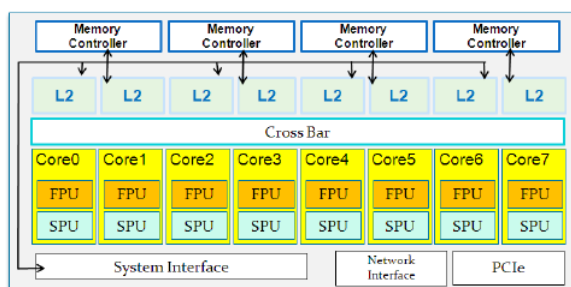 Memory
Controller
Memory
Controller
Memory
Controller
Memory
Controller
L2 L2 L2 L2 L2 L2 L2 L2
Cross Bar
Core0 Core1 Core2 Core3 Core4 Core5 Core6 Core7
FPU FPU FPU FPU FPU FPU FPU FPU
SPU SPU SPU SPU SPU SPU SPU SPU
System Interface
Network
Interface
PCIe